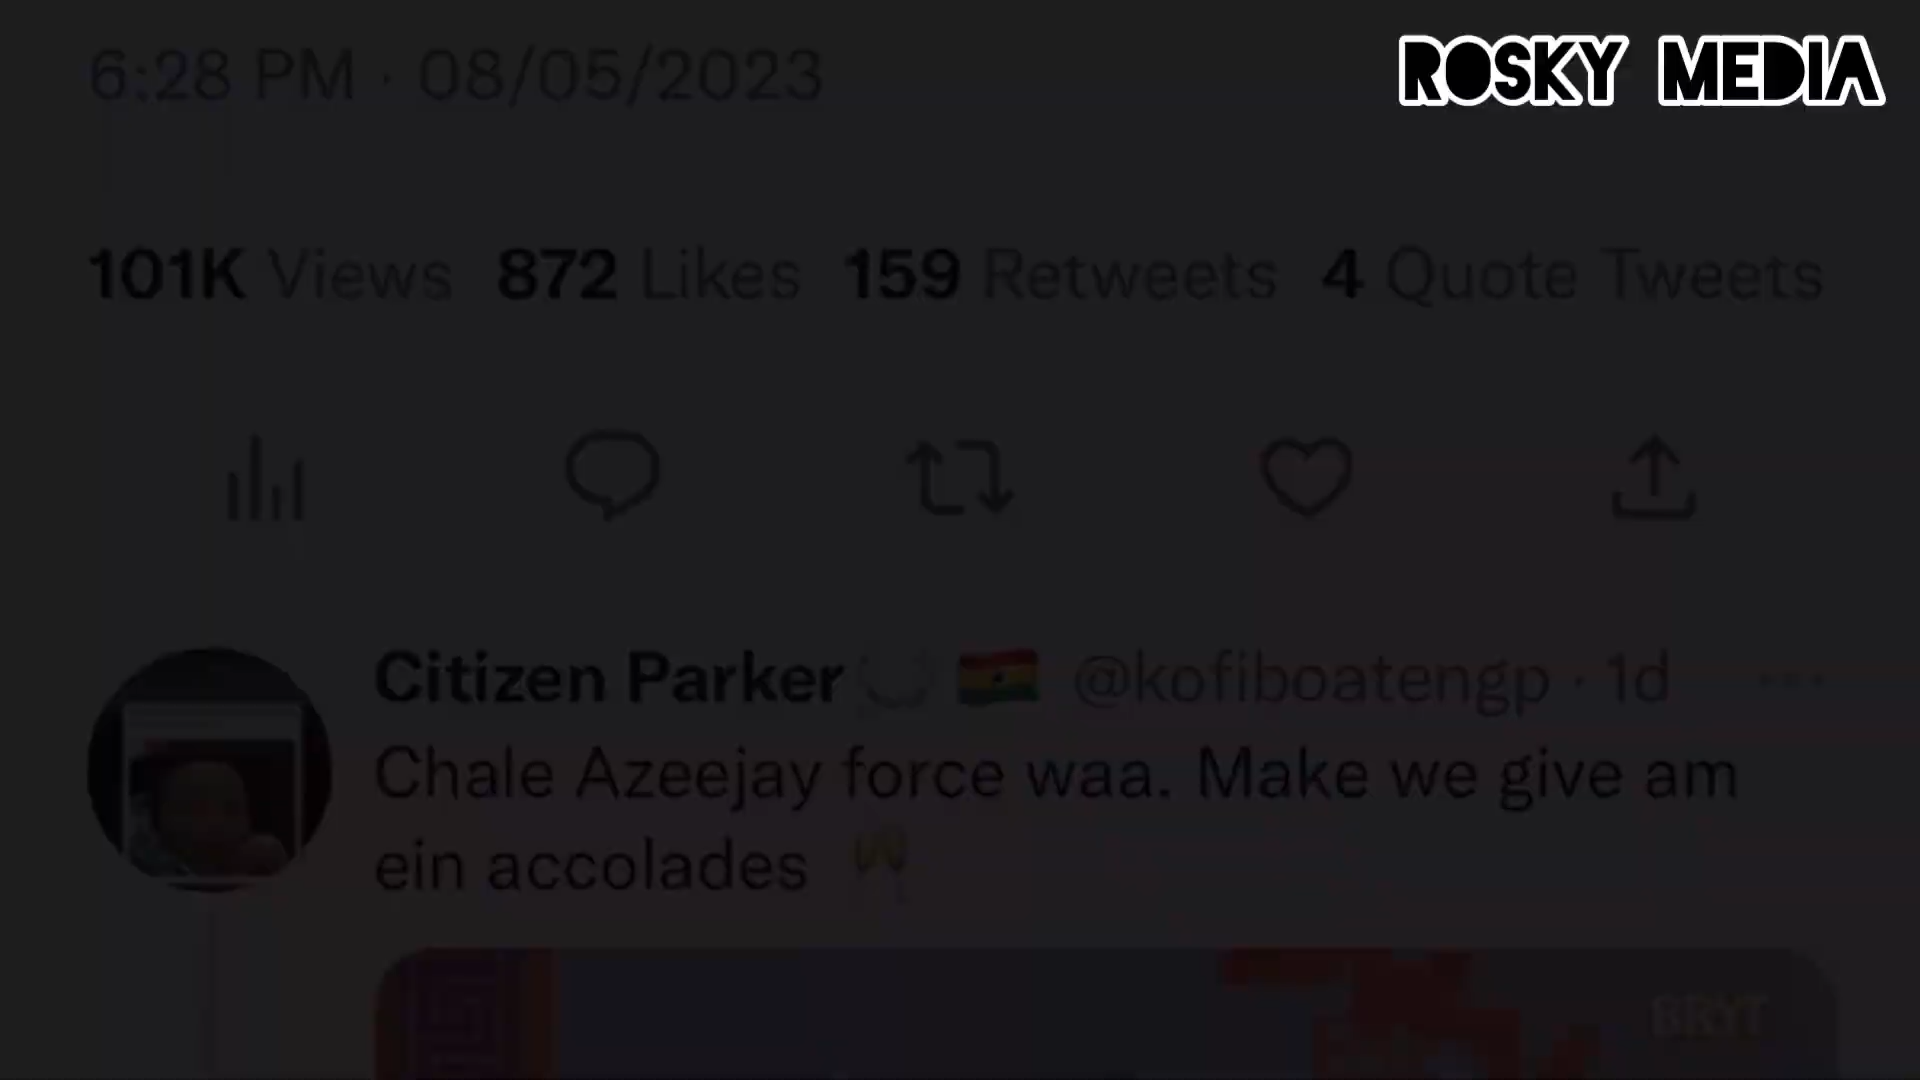 ROSKY MEDIA
6:28 PM · 08/05/2023
101K Views 872 Likes 159 Retweets 4 Quote Tweets
Citizen Parker @kofiboatengp · 1d
Chale Azeejay force waa. Make we give am
ein accolades
BRYT